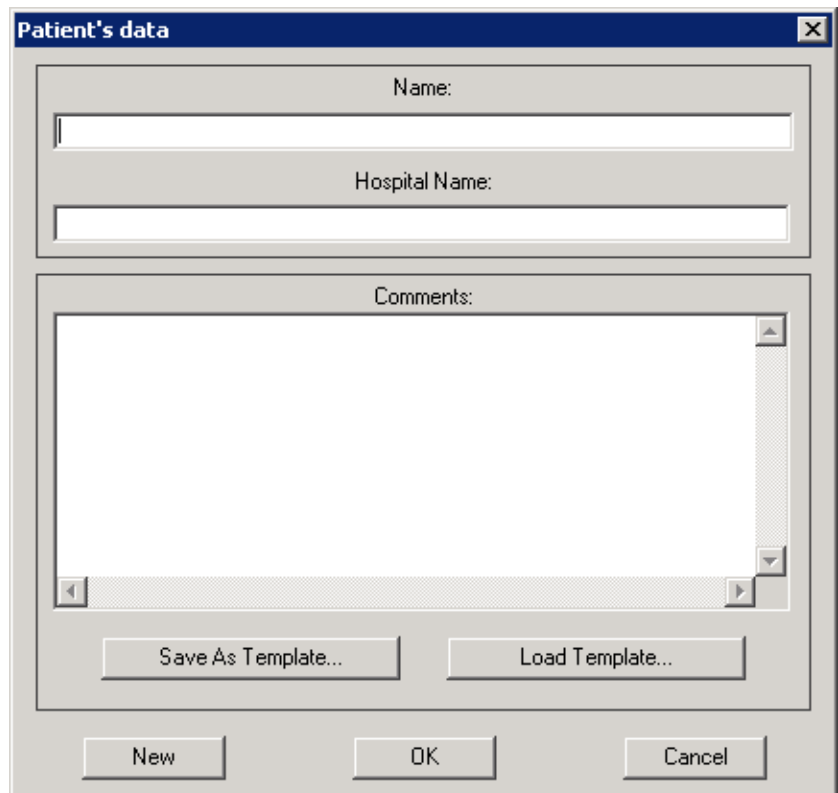 Patient's data
Name:
Hospital Name:
Comments:
Save As Template... Load Template...
New OK Cancel